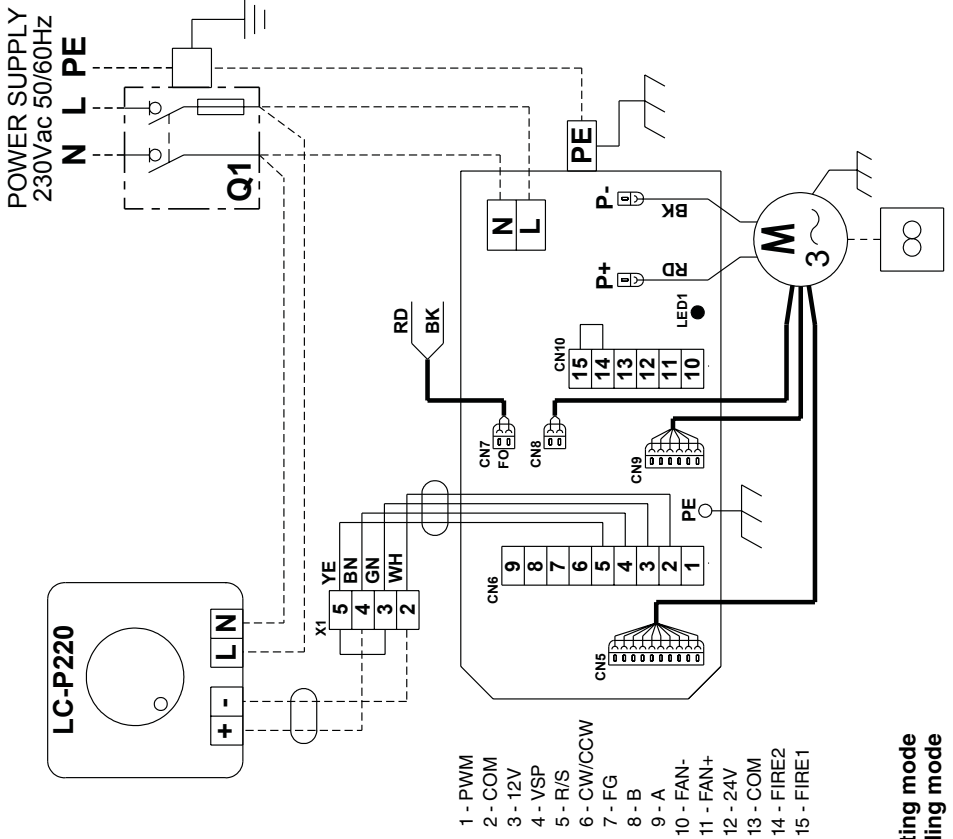 POWER SUPPLY
230Vac 50/60Hz
N L PE
Q1
LC-P220
+ - L N
X1
5 YE
4 BN
3 GN
2 WH
RD
BK
N
L
PE
CN7
FO
CN8
CN10
15
14
13
12
11
10
P+
P-
RD
BK
LED1
M
3~
CN9
CN6
9
8
7
6
5
4
3
2
1
PE
CN5
1 - PWM
2 - COM
3 - 12V
4 - VSP
5 - R/S
6 - CW/CCW
7 - FG
8 - B
9 - A
10 - FAN-
11 - FAN+
12 - 24V
13 - COM
14 - FIRE2
15 - FIRE1
ting mode
ling mode